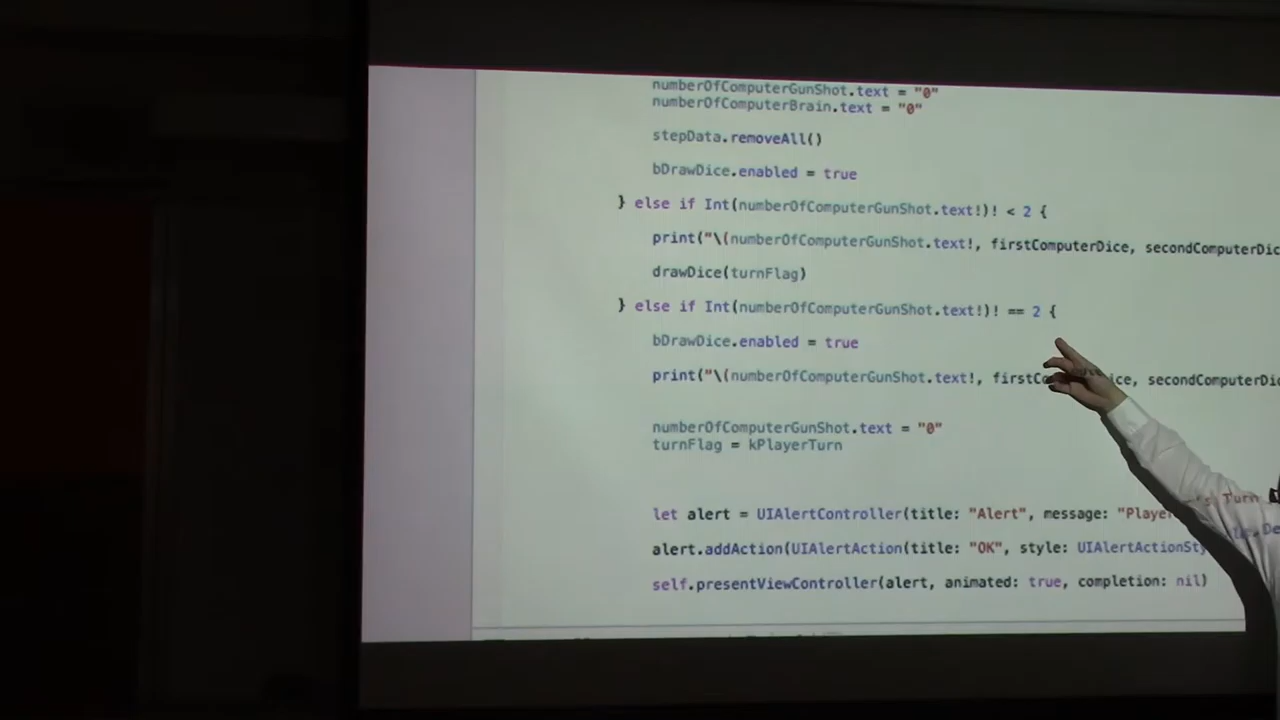 numberOfComputerGunShot.text = "0"
numberOfComputerBrain.text = "0"
stepData.removeAll()
bDrawDice.enabled = true
} else if Int(numberOfComputerGunShot.text!)! < 2 {
print("\(numberOfComputerGunShot.text!, firstComputerDice, secondComputerDic
drawDice(turnFlag)
} else if Int(numberOfComputerGunShot.text!)! == 2 {
bDrawDice.enabled = true
print("\(numberOfComputerGunShot.text!, secondComputerDi
numberOfComputerGunShot.text = "0"
turnFlag = kPlayerTurn
let alert = UIAlertController(title: "Alert", message: "Player Turn
alert.addAction(UIAlertAction(title: "OK", style: UIAlertActionSty
self.presentViewController(alert, animated: true, completion: nil)